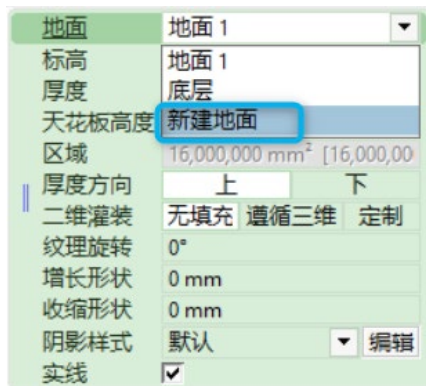 地面 地面 1
标高 地面 1
厚度 底层
天花板高度 新建地面
区域 16,000,000 mm² [16,000,00
厚度方向 上 下
二维灌装 无填充 遵循三维 定制
纹理旋转 0°
增长形状 0 mm
收缩形状 0 mm
阴影样式 默认 编辑
实线